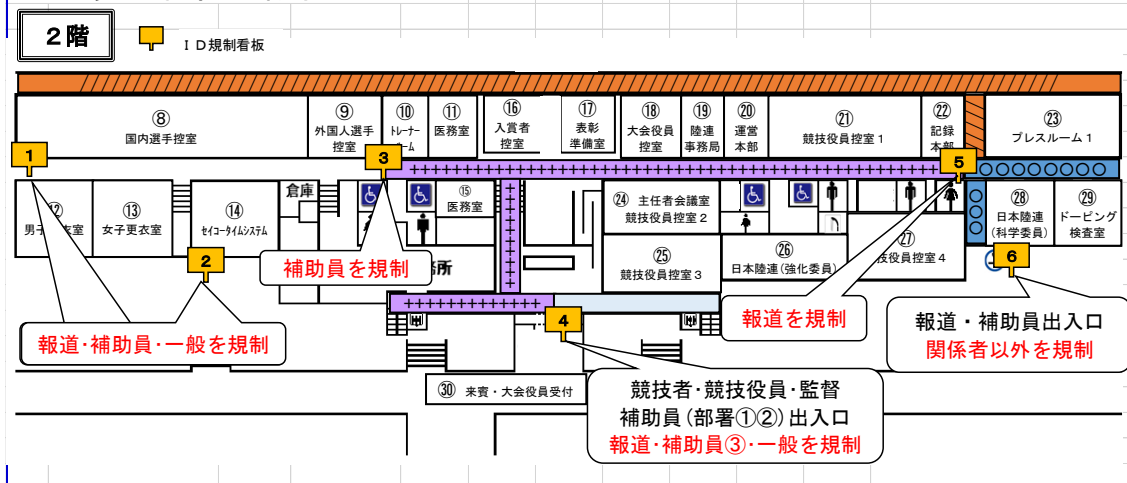 2階
ID規制看板
⑧
国内選手控室
⑨
外国人選手
控室
⑩
トレーナー
ルーム
⑪
医務室
⑯
入賞者
控室
⑰
表彰
準備室
⑱
大会役員
控室
⑲
陸連
事務局
⑳
運営
本部
㉑
競技役員控室1
㉒
記録
本部
㉓
プレスルーム1
1
3
5
⑫
⑬
女子更衣室
⑭
セイコータイムシステム
倉庫
⑮
医務室
㉔ 主任者会議室
競技役員控室2
㉕
競技役員控室3
㉖
日本陸連(強化委員)
㉗
競技役員控室4
㉘
日本陸連
(科学委員)
㉙
ドーピング
検査室
2
6
4
補助員を規制
報道・補助員・一般を規制
報道を規制
報道・補助員出入口
関係者以外を規制
㉚ 来賓・大会役員受付
競技者・競技役員・監督
補助員(部署①②)出入口
報道・補助員③・一般を規制